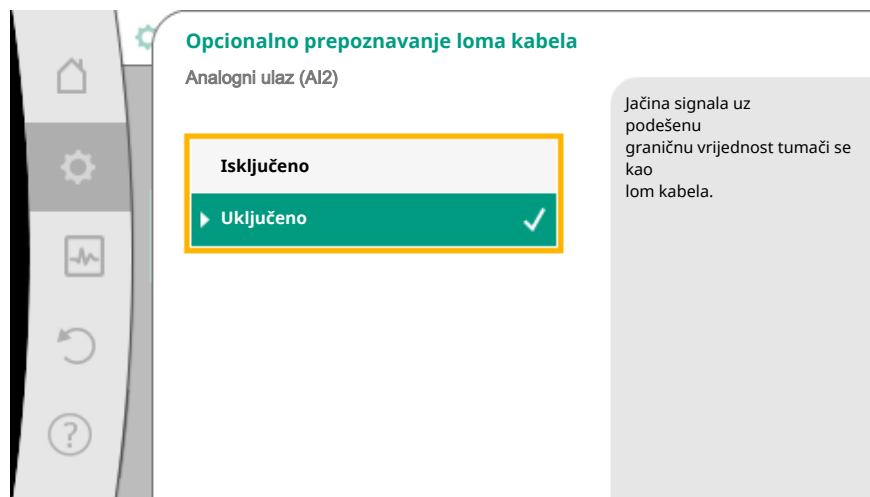 Opcionalno prepoznavanje loma kabela
Analogni ulaz (AI2)
Isključeno
Uključeno
Jačina signala uz
podešenu
graničnu vrijednost tumači se
kao
lom kabela.
?